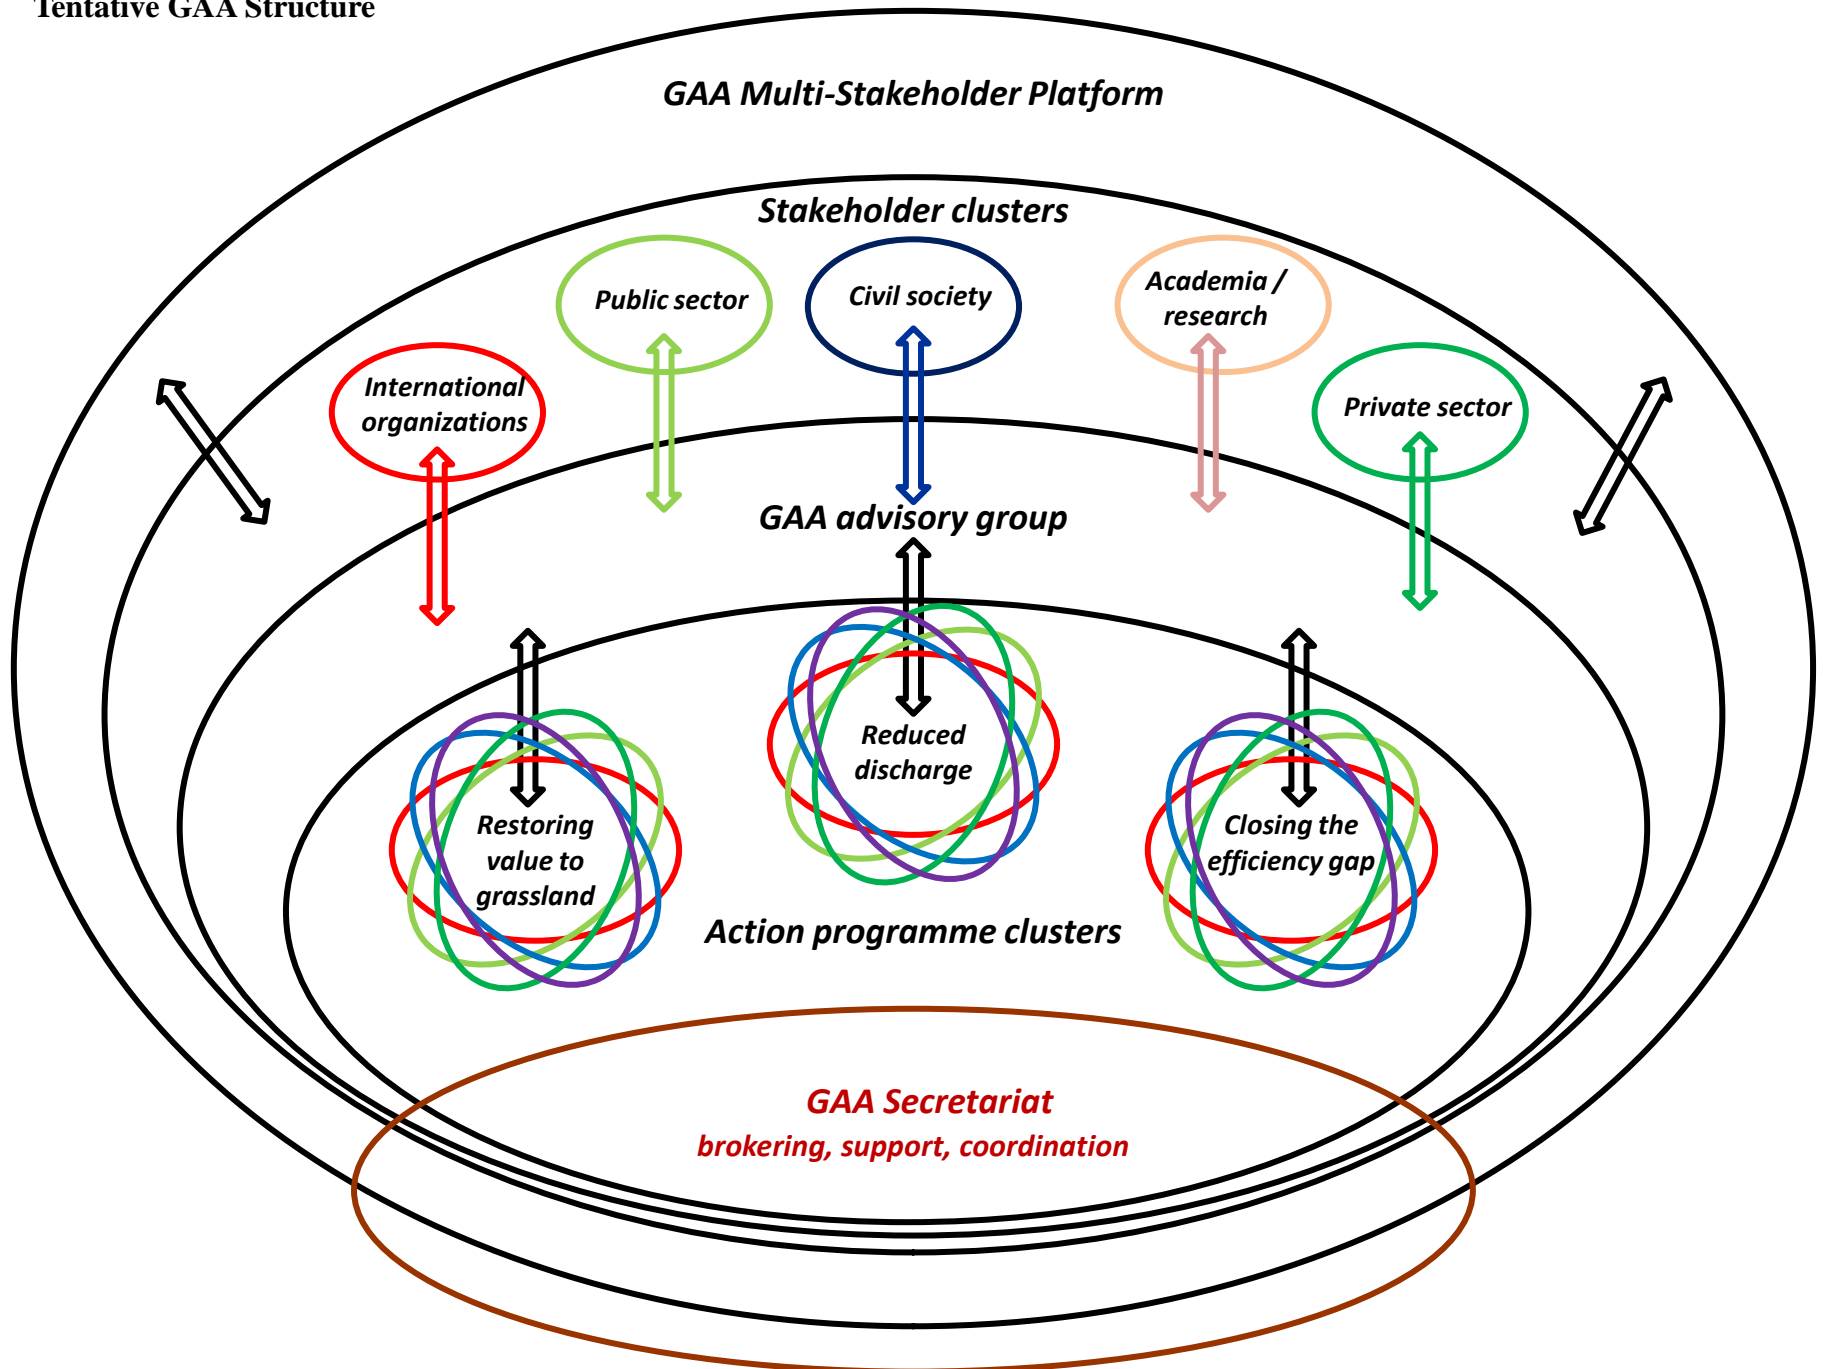 Tentative GAA Structure
GAA Multi-Stakeholder Platform
Stakeholder clusters
Public sector
Civil society
Academia /
research
International
organizations
Private sector
GAA advisory group
Reduced
discharge
Restoring
value to
grassland
Closing the
efficiency gap
Action programme clusters
GAA Secretariat
brokering, support, coordination